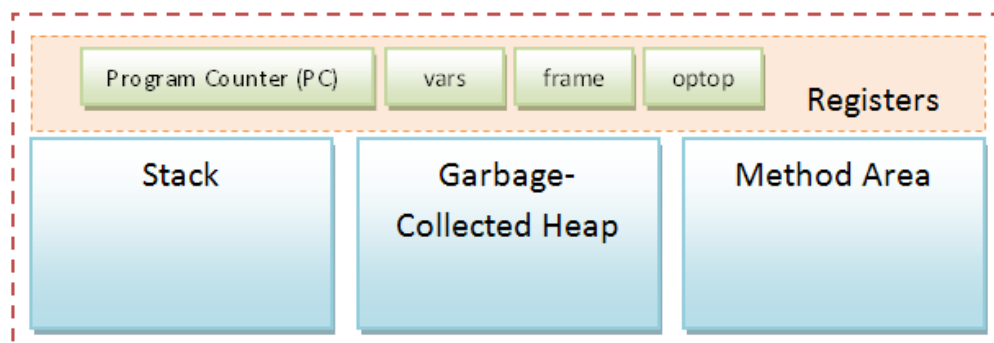 Program Counter (PC)
vars
frame
optop
Registers
Stack
Garbage-
Collected Heap
Method Area